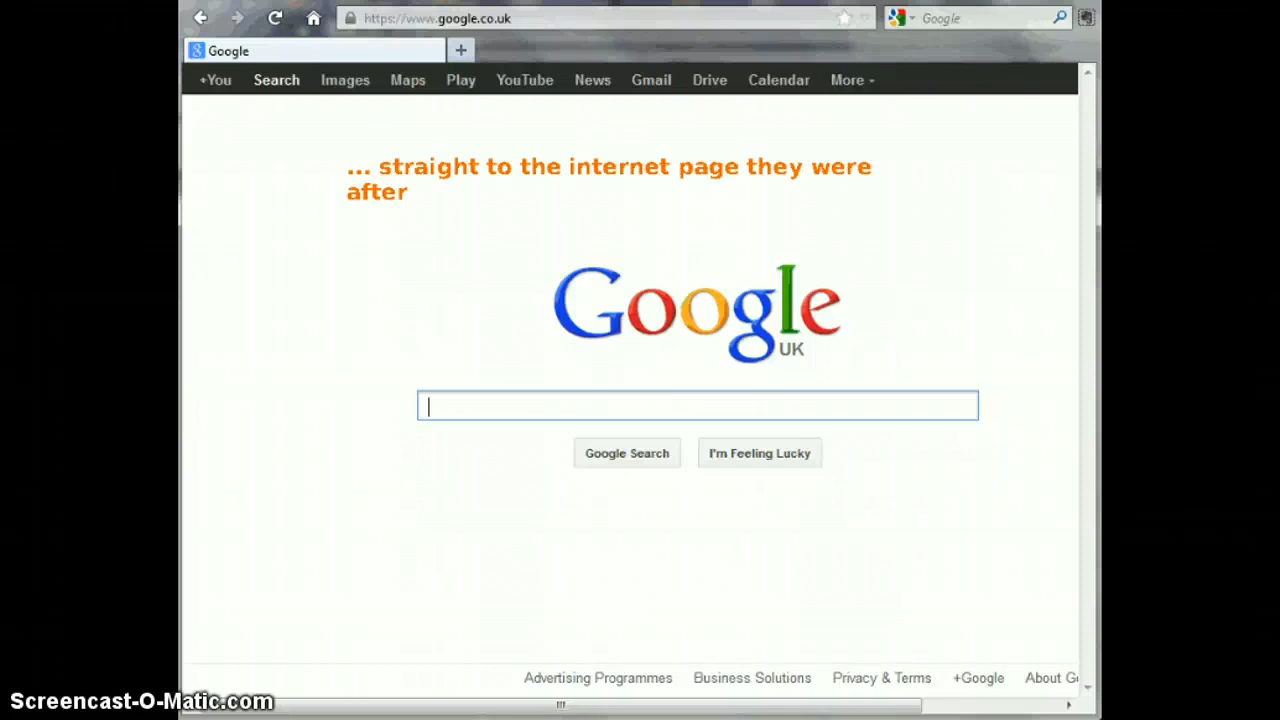 https://www.google.co.uk
Google
Google
+You Search Images Maps Play YouTube News Gmail Drive Calendar More
... straight to the internet page they were
after
Google
UK
Google Search I'm Feeling Lucky
Advertising Programmes Business Solutions Privacy & Terms +Google About G
Screencast-O-Matic.com